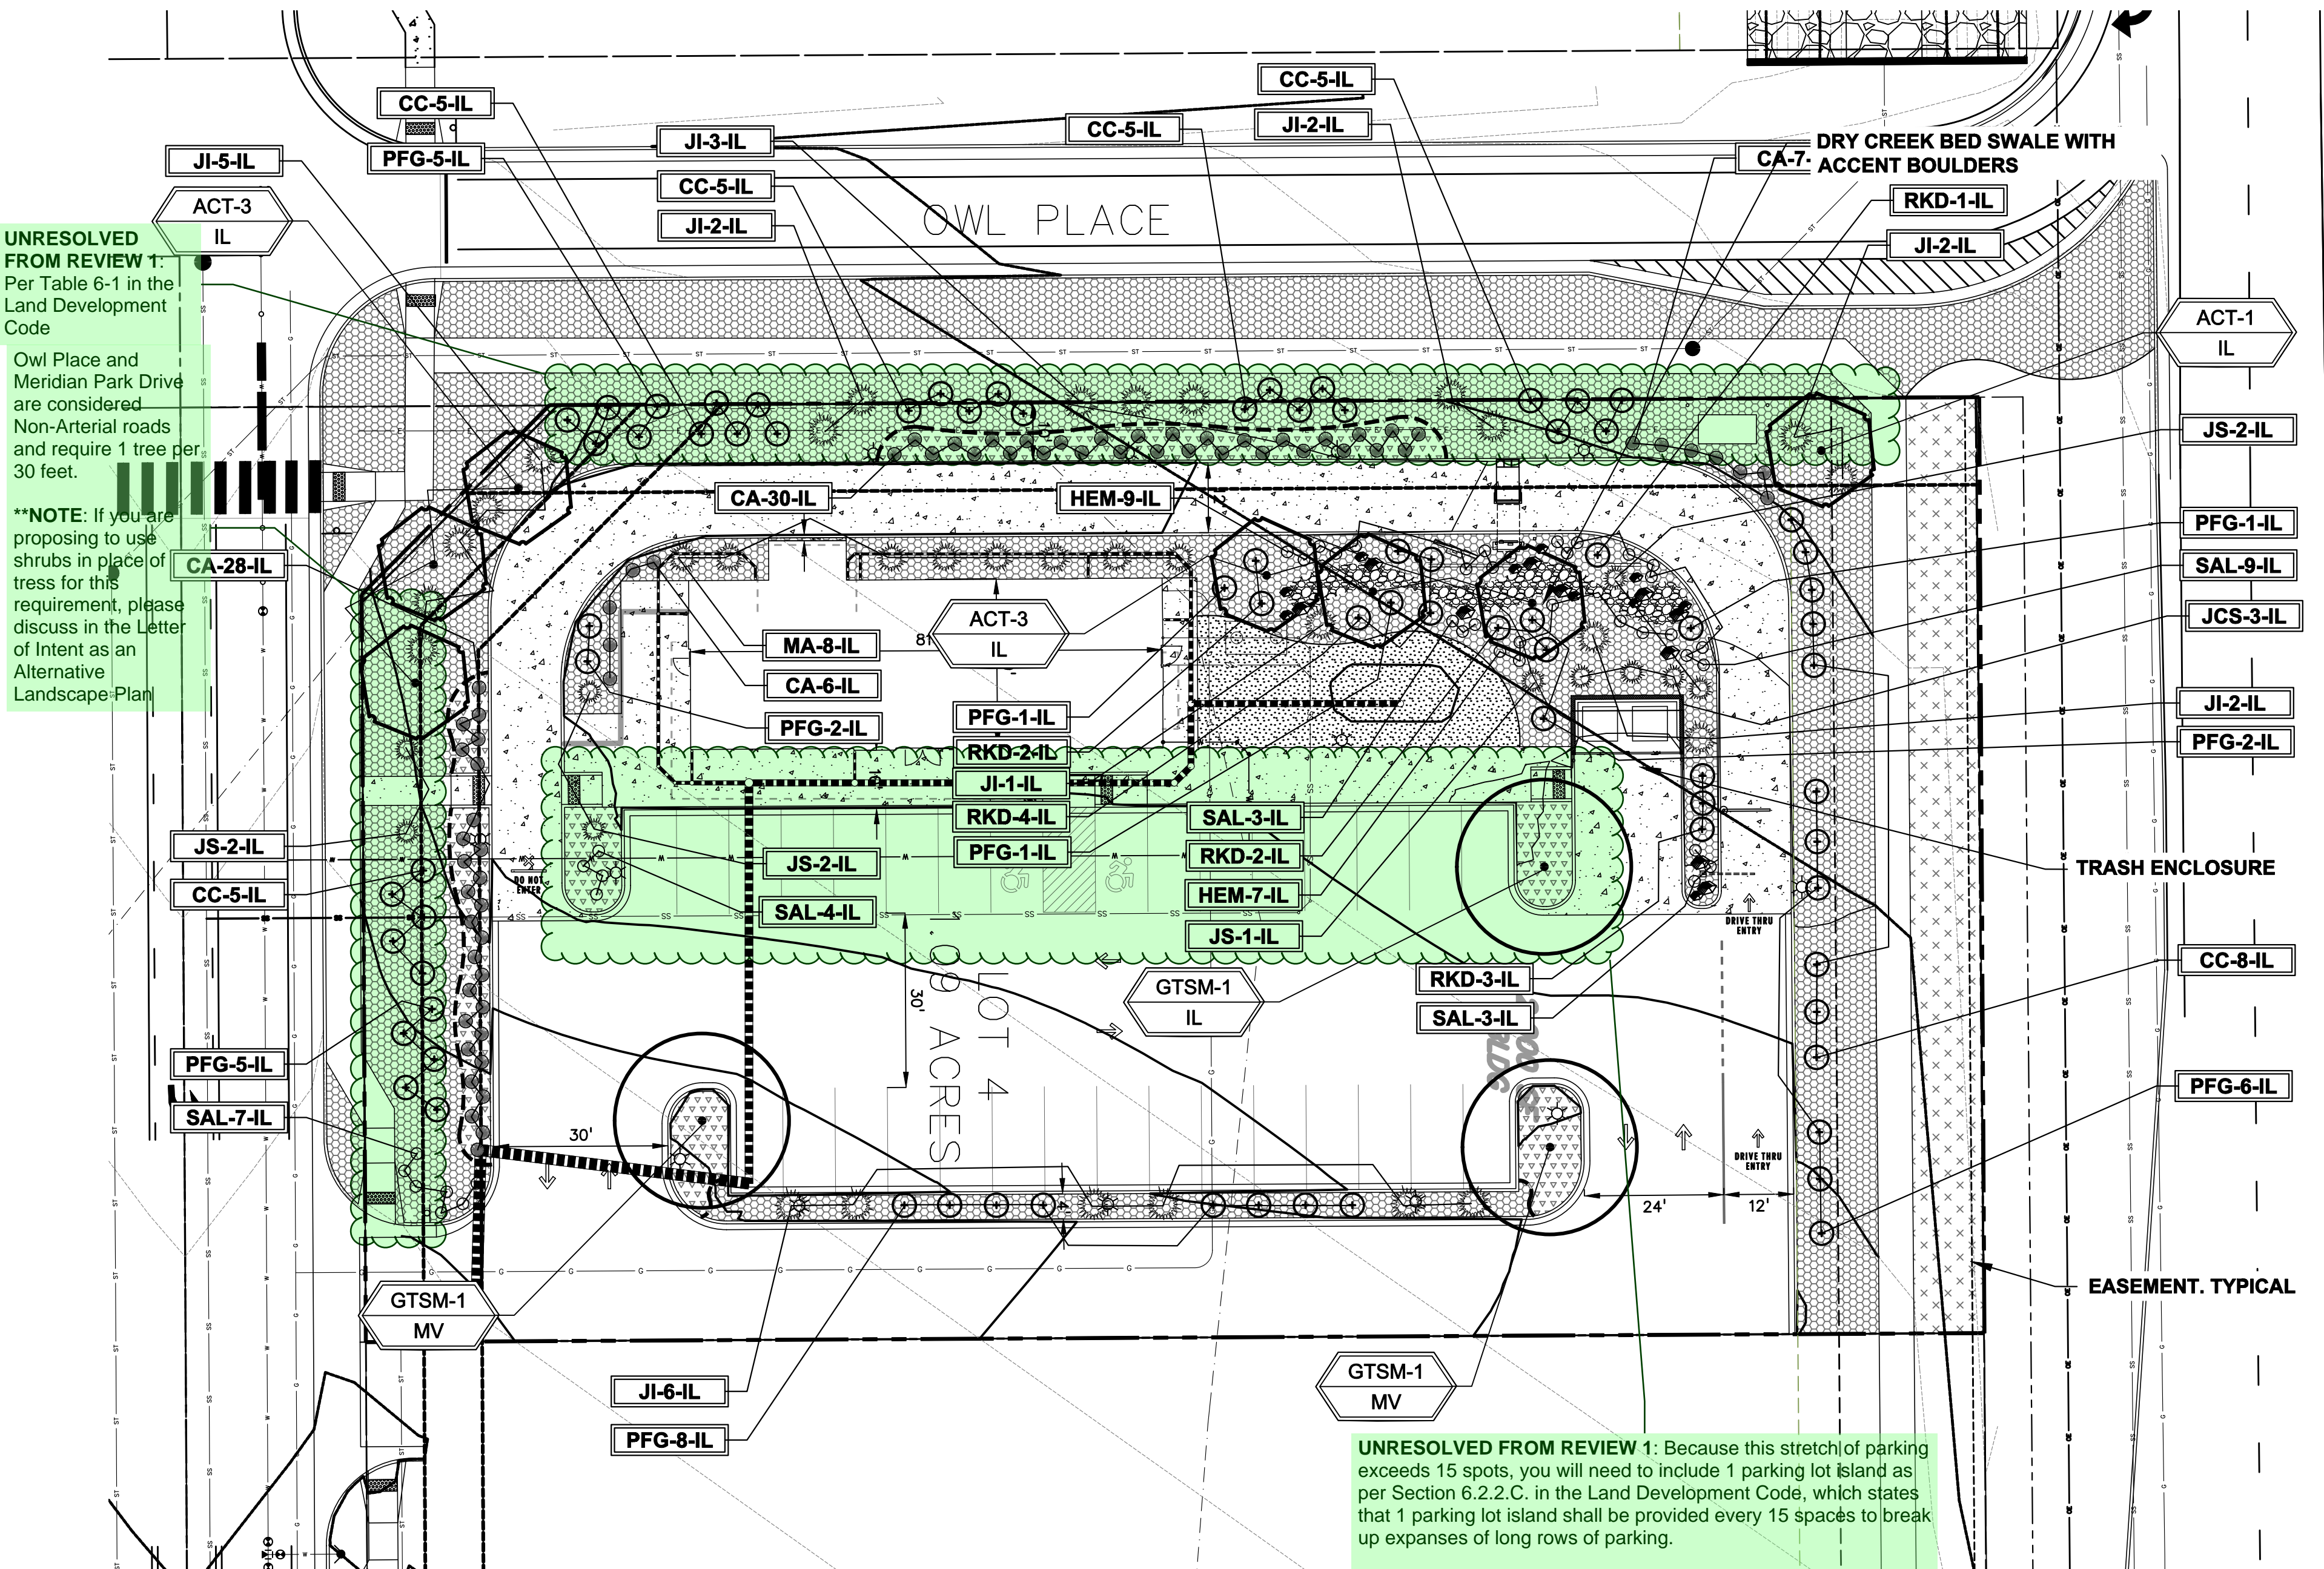 CC-5-IL
CC-5-IL
JI-3-IL
CC-5-IL
JI-2-IL
PFG-5-IL
JI-5-IL
DRY CREEK BED SWALE WITH
ACCENT BOULDERS
CA-7-
CC-5-IL
JI-2-IL
RKD-1-IL
JI-2-IL
ACT-3
IL
OWL PLACE
ACT-1
IL
UNRESOLVED
FROM REVIEW 1:
Per Table 6-1 in the
Land Development
Code
Owl Place and
Meridian Park Drive
are considered
Non-Arterial roads
and require 1 tree per
30 feet.
**NOTE: If you are
proposing to use
shrubs in place of
tress for this
requirement, please
discuss in the Letter
of Intent as an
Alternative
Landscape Plan
CA-28-IL
CA-30-IL
HEM-9-IL
JS-2-IL
PFG-1-IL
SAL-9-IL
JCS-3-IL
JI-2-IL
PFG-2-IL
ACT-3
IL
81'
MA-8-IL
CA-6-IL
PFG-2-IL
PFG-1-IL
RKD-2-IL
JI-1-IL
RKD-4-IL
PFG-1-IL
SAL-3-IL
RKD-2-IL
HEM-7-IL
JS-1-IL
JS-2-IL
CC-5-IL
JS-2-IL
SAL-4-IL
DO NOT
ENTER
TRASH ENCLOSURE
DRIVE THRU
ENTRY
CC-8-IL
RKD-3-IL
SAL-3-IL
GTSM-1
IL
LOT 4
1.09 ACRES
30'
PFG-5-IL
SAL-7-IL
30'
PFG-6-IL
DRIVE THRU
ENTRY
24'
12'
4'
EASEMENT. TYPICAL
GTSM-1
MV
GTSM-1
MV
JI-6-IL
PFG-8-IL
UNRESOLVED FROM REVIEW 1: Because this stretch of parking
exceeds 15 spots, you will need to include 1 parking lot island as
per Section 6.2.2.C. in the Land Development Code, which states
that 1 parking lot island shall be provided every 15 spaces to break
up expanses of long rows of parking.